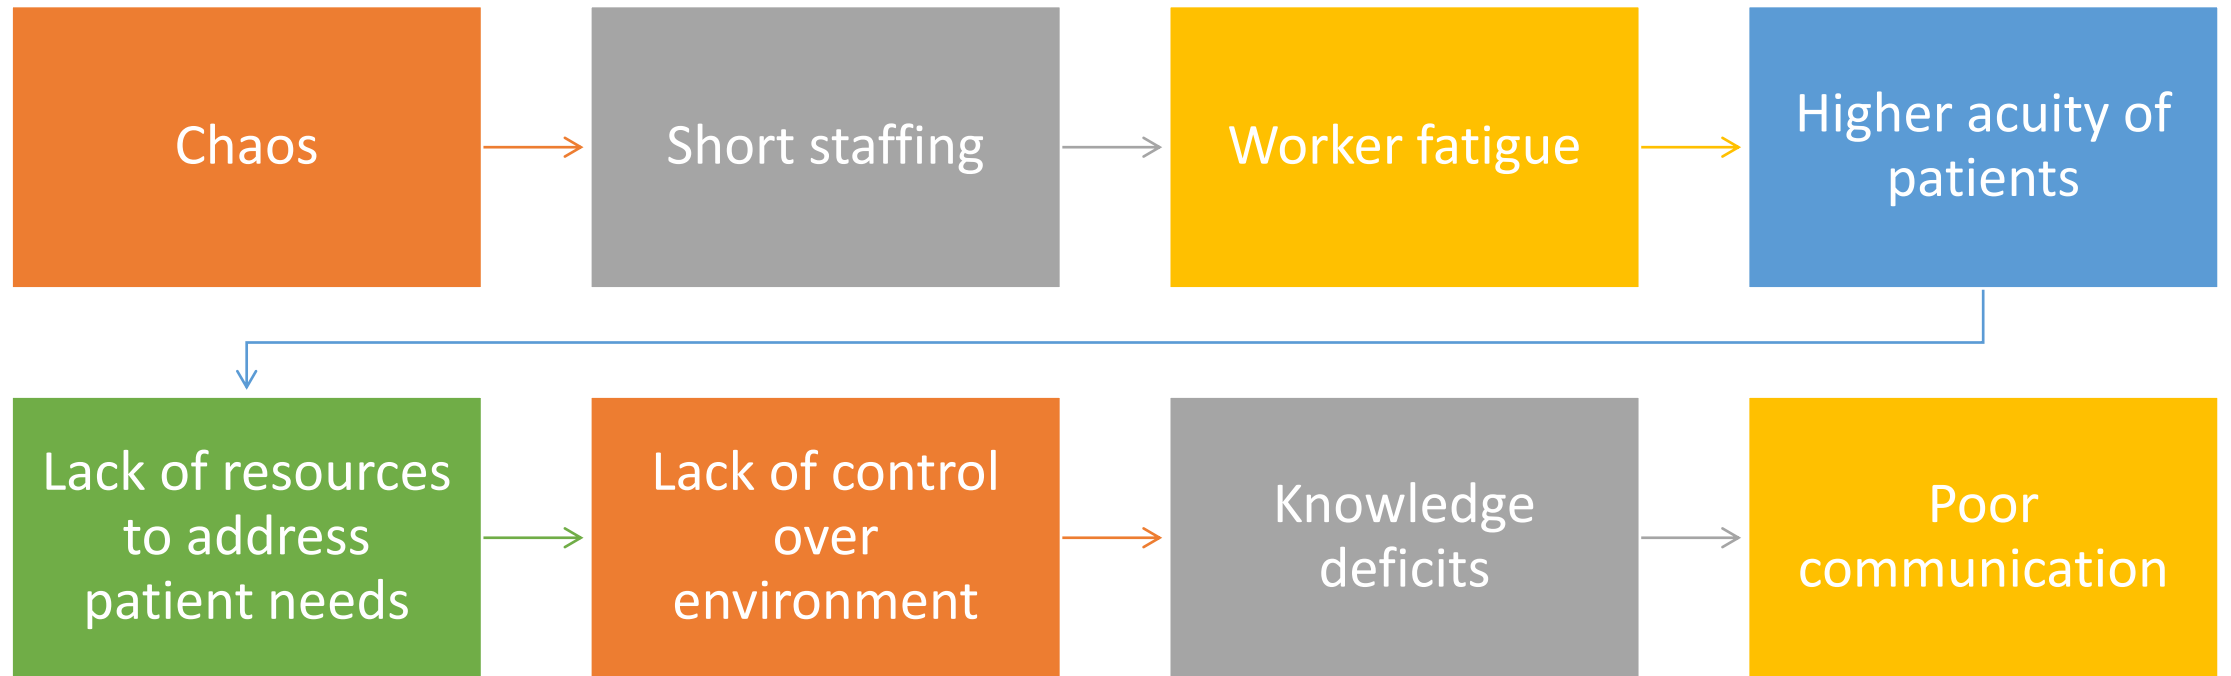 Chaos
Short staffing
Worker fatigue
Higher acuity of
patients
Lack of resources
to address
patient needs
Lack of control
over
environment
Knowledge
deficits
Poor
communication